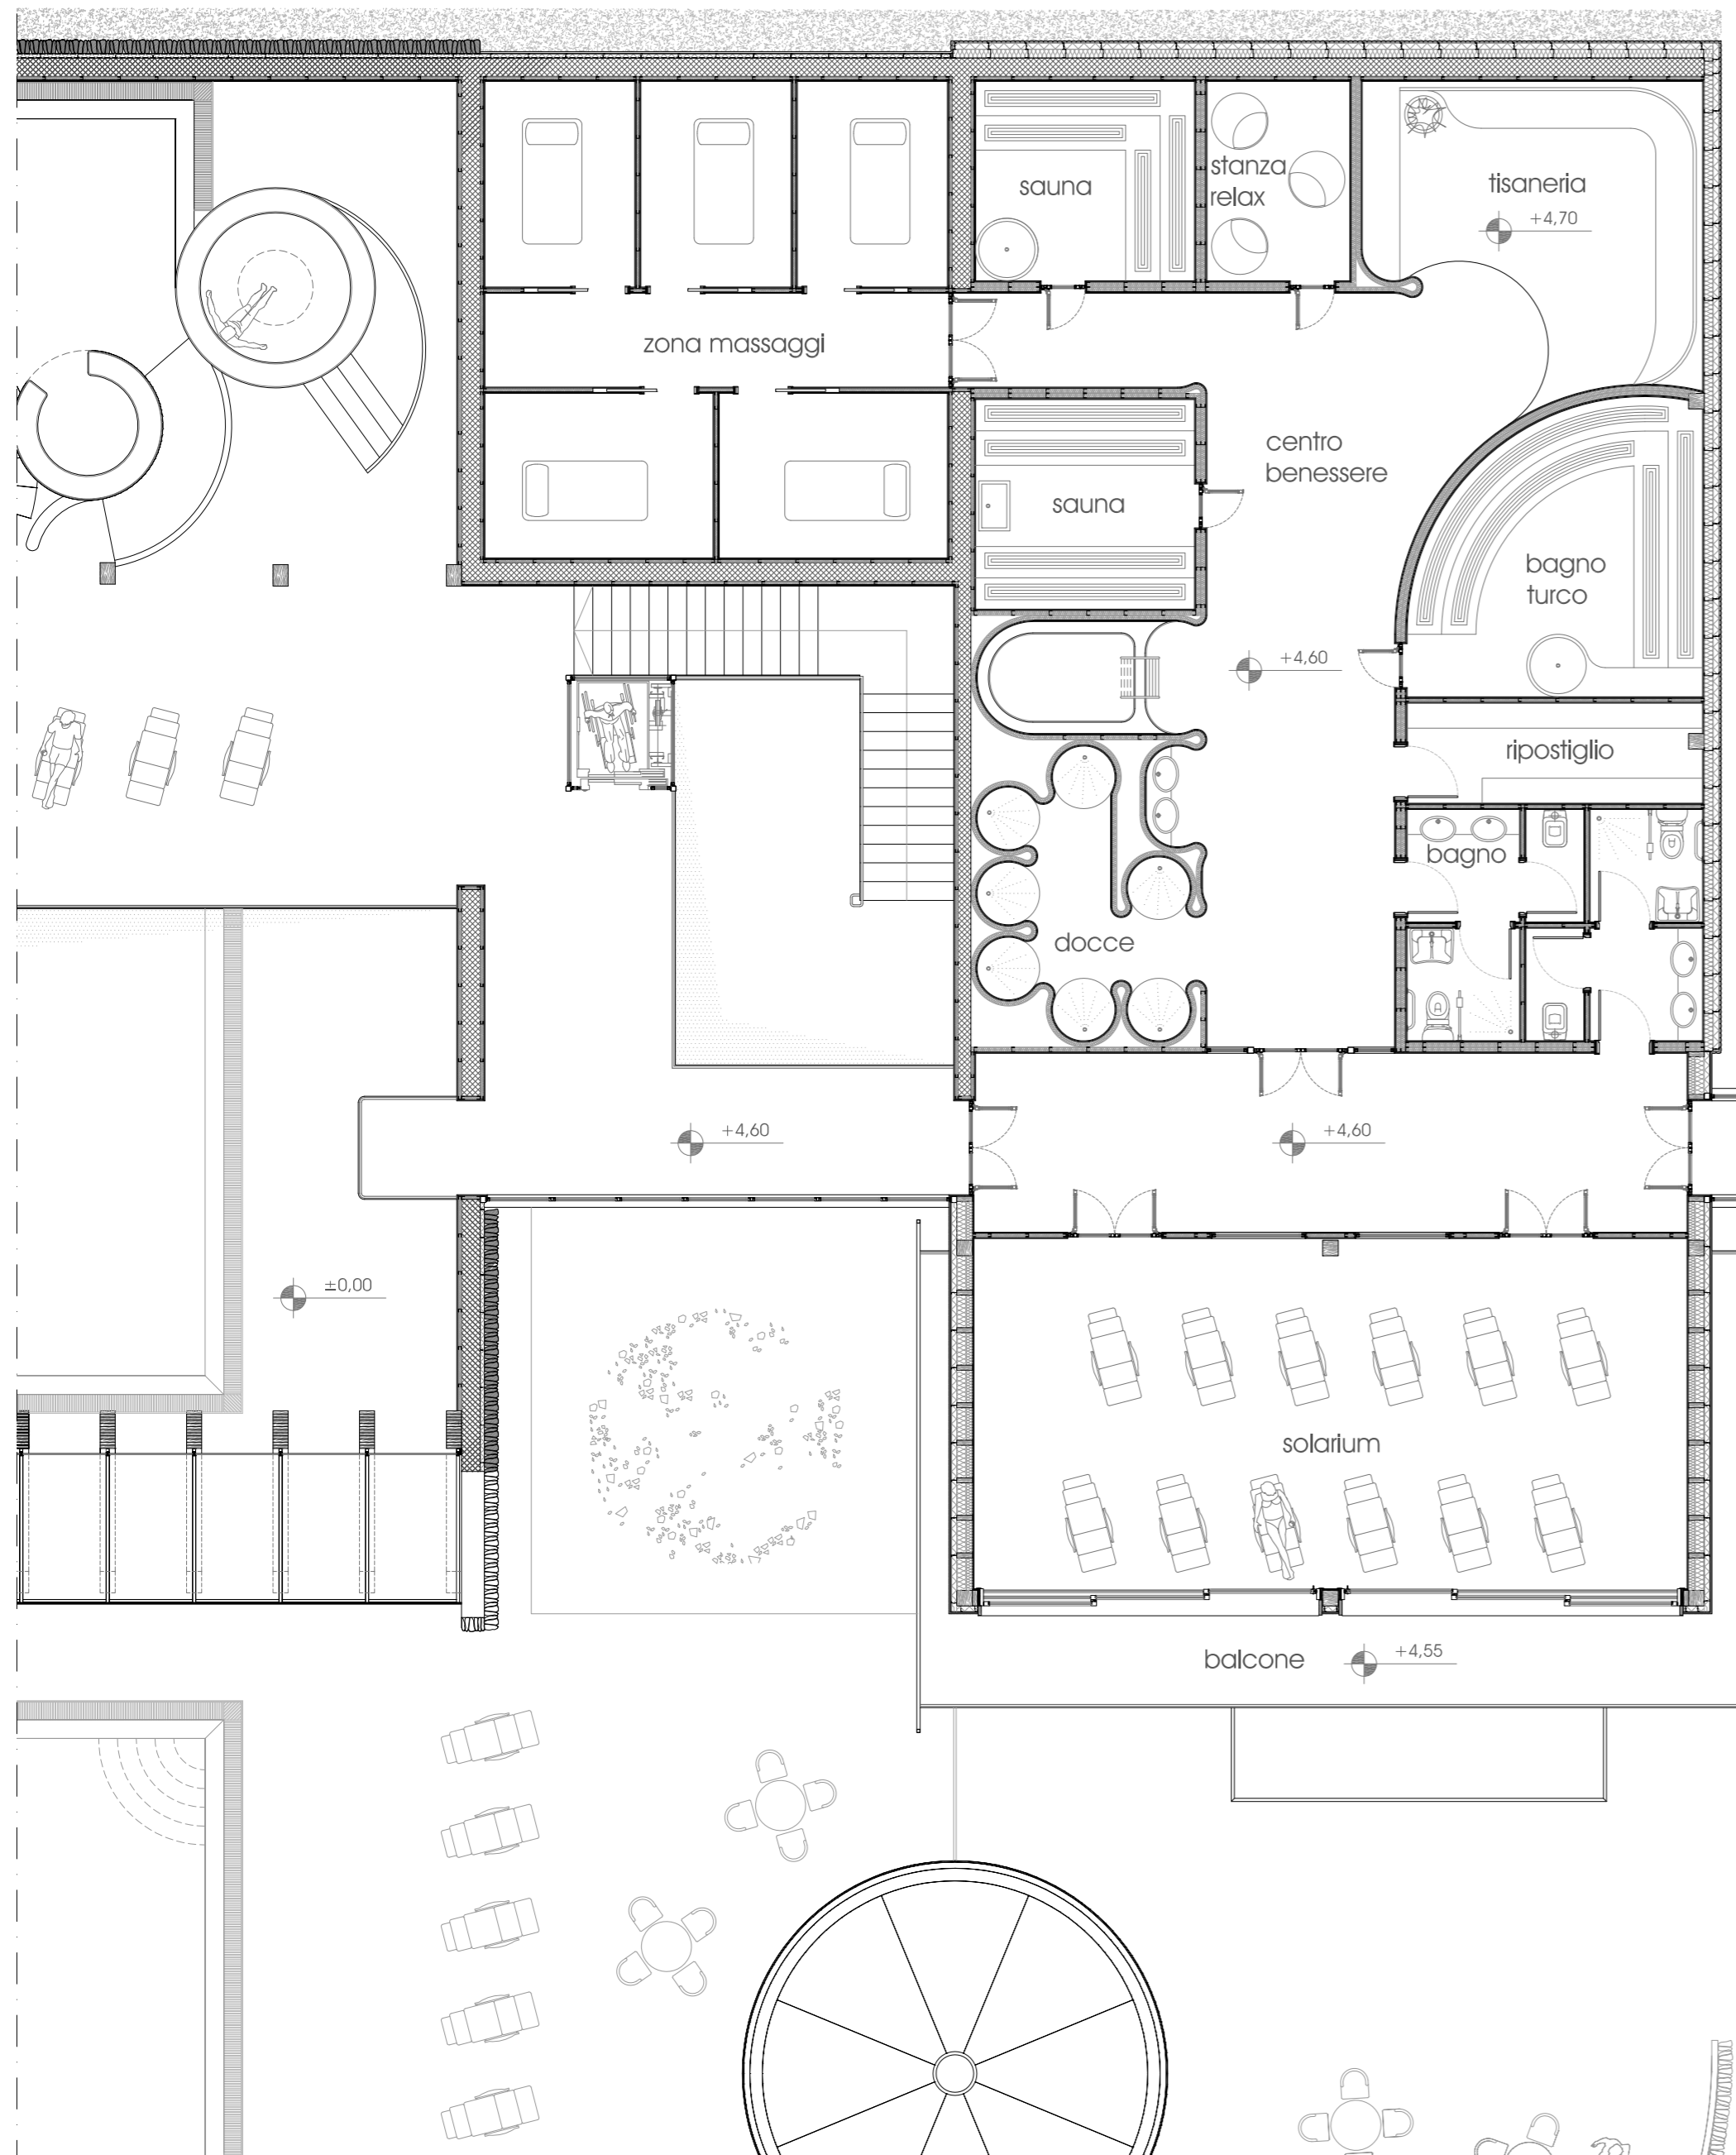 sauna
stanza
relax
tisaneria
+4,70
zona massaggi
centro
benessere
sauna
bagno
turco
+4,60
ripostiglio
bagno
docce
+4,60
+4,60
±0,00
solarium
balcone
+4,55